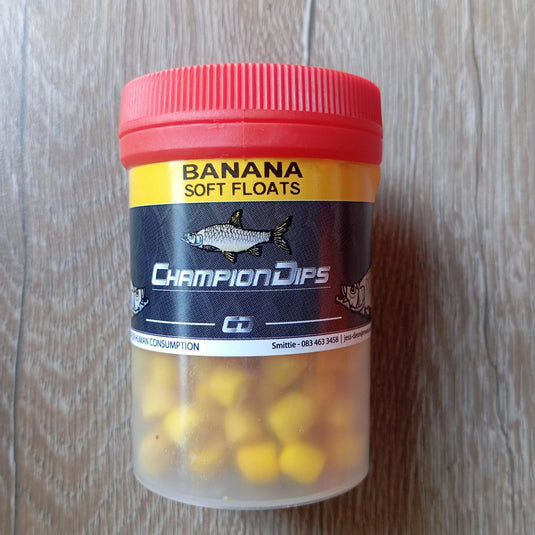 BANANA
SOFT FLOATS
CHAMPIONDIPS
CD
HUMAN CONSUMPTION
Smittie - 083 463 3458 |